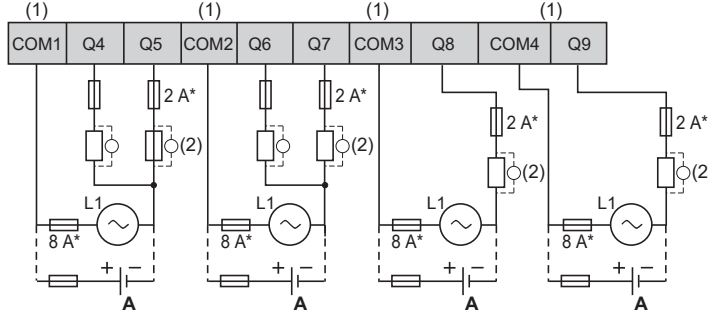 (1) (1) (1) (1)
COM1 Q4 Q5 COM2 Q6 Q7 COM3 Q8 COM4 Q9
2 A* 2 A*
2 A* 2 A*
(2) (2)
(2) (2
L1 L1 L1 L1
8 A* 8 A* 8 A* 8 A*
+ − + − + − + −
A A A A